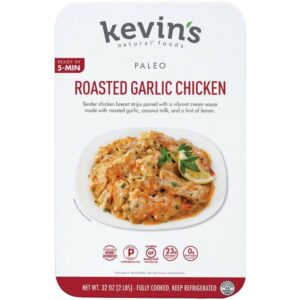 kevin's
natural foods
READY IN
5-MIN
PALEO
ROASTED GARLIC CHICKEN
Tender chicken breast strips paired with a vibrant cream sauce
made with roasted garlic, coconut milk, and a hint of lemon.
23g
0g
NET WT. 32 OZ (2 LBS) - FULLY COOKED, KEEP REFRIGERATED